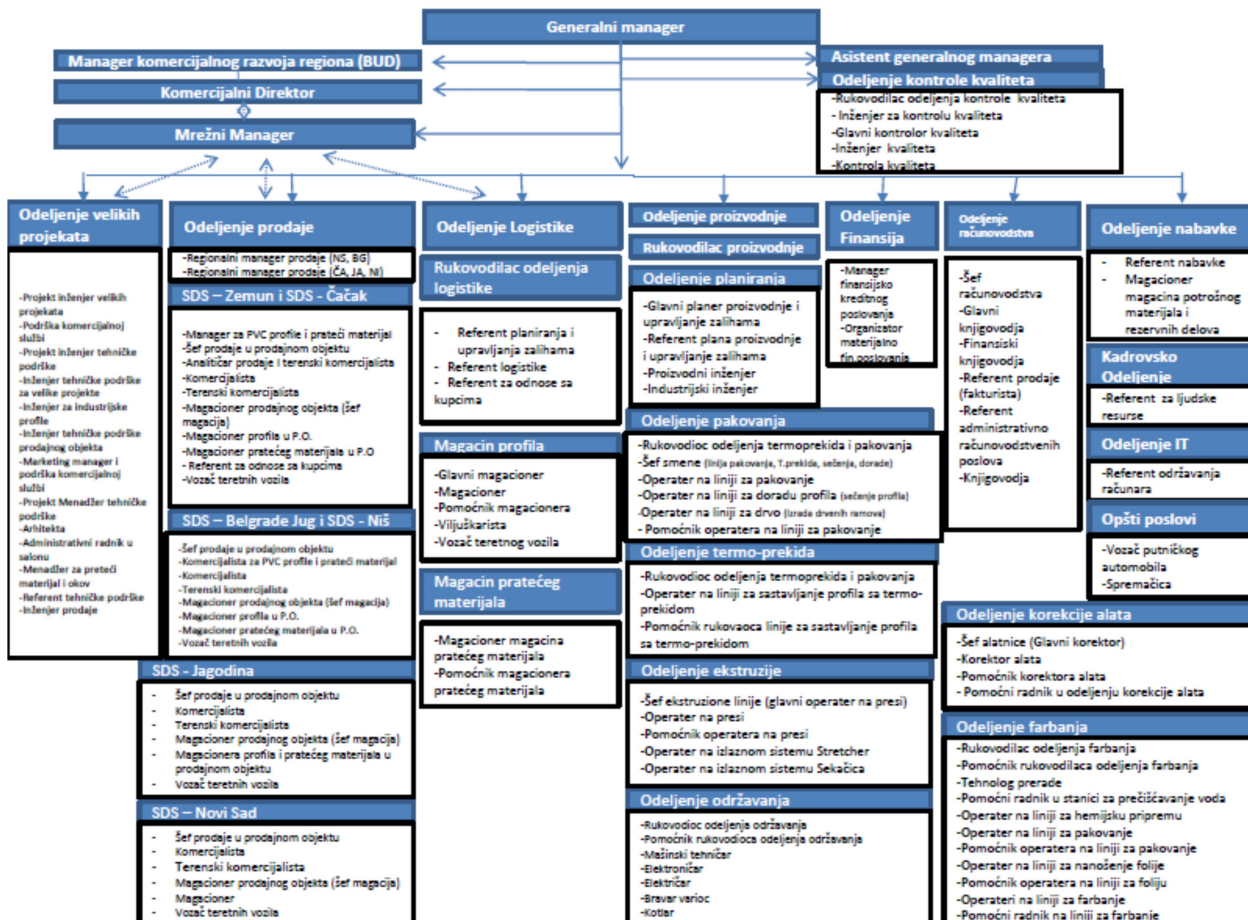 Generalni manager
Manager komercijalnog razvoja regiona (BUD)
Komercijalni Direktor
Mrežni Manager
Asistent generalnog managera
Odeljenje kontrole kvaliteta
-Rukovodilac odeljenja kontrole kvaliteta
- Inženjer za kontrolu kvaliteta
-Glavni kontrolor kvaliteta
-Inženjer kvaliteta
-Kontrola kvaliteta
Odeljenje velikih
projekata
-Projekt inženjer velikih
projekata
-Podrška komercijalnoj
službi
-Projekt inženjer tehničke
podrške
-Inženjer tehničke podrške
za velike projekte
-Inženjer za industrijske
profile
-Inženjer tehničke podrške
prodajnog objekta
-Marketing manager i
podrška komercijalnoj
službi
-Projekt Menadžer tehničke
podrške
-Arhitekta
-Administrativni radnik u
salonu
-Menadžer za preteći
materijal i okov
-Referent tehničke podrške
-Inženjer prodaje
Odeljenje prodaje
-Regionalni manager prodaje (NS, BG)
-Regionalni manager prodaje (ČA, JA, NI)
SDS – Zemun i SDS - Čačak
-Manager za PVC profile i prateći materijal
-Šef prodaje u prodajnom objektu
-Analitičar prodaje I terenski komercijalista
-Komercijalista
-Terenski komercijalista
-Magacioner prodajnog objekta (šef
magacija)
-Magacioner profila u P.O.
-Magacioner pratećeg materijala u P.O
- Referent za odnose sa kupcima
-Vozač teretnih vozila
SDS – Belgrade Jug i SDS - Niš
-Šef prodaje u prodajnom objektu
-Komercijalista za PVC profile i prateći materijal
-Komercijalista
-Terenski komercijalista
-Magacioner prodajnog objekta (šef magacija)
-Magacioner profila u P.O.
-Magacioner pratećeg materijala u P.O.
-Vozač teretnih vozila
SDS - Jagodina
- Šef prodaje u prodajnom objektu
- Komercijalista
- Terenski komercijalista
- Magacioner prodajnog objekta (šef magacija)
- Magacionera profila i pratećeg materijala u
prodajnom objektu
- Vozač teretnih vozila
SDS – Novi Sad
- Šef prodaje u prodajnom objektu
- Komercijalista
- Terenski komercijalista
- Magacioner prodajnog objekta (šef magacija)
- Magacioner
- Vozač teretnih vozila
Odeljenje Logistike
Rukovodilac odeljenja
logistike
- Referent planiranja i
upravljanja zalihama
- Referent logistike
- Referent za odnose sa
kupcima
Magacin profila
-Glavni magacioner
-Magacioner
-Pomoćnik magacionera
-Viljuškarista
-Vozač teretnog vozila
Magacin pratećeg
materijala
-Magacioner magacina
pratećeg materijala
-Pomoćnik magacionera
pratećeg materijala
Odeljenje proizvodnje
Rukovodilac proizvodnje
Odeljenje planiranja
-Glavni planer proizvodnje i
upravljanje zalihama
-Referent plana proizvodnje
i upravljanje zalihama
-Proizvodni inženjer
-Industrijski inženjer
Odeljenje pakovanja
-Rukovodioc odeljenja termoprekida i pakovanja
-Šef smene (linija pakovanja, T.prekida, sečenja, dorade)
-Operater na liniji za pakovanje
-Operater na liniji za doradu profila (sečenje profila)
-Operater na liniji za drvo (Izrada drvenih ramova)
- Pomoćnik operatera na liniji za pakovanje
Odeljenje termo-prekida
-Rukovodioc odeljenja termoprekida i pakovanja
-Operater na liniji za sastavljanje profila sa termo-
prekidom
-Pomoćnik rukovaoca linije za sastavljanje profila
sa termo-prekidom
Odeljenje ekstruzije
-Šef ekstruzione linije (glavni operater na presi)
-Operater na presi
-Pomoćnik operatera na presi
-Operater na izlaznom sistemu Stretcher
-Operater na izlaznom sistemu Sekačica
Odeljenje održavanja
-Rukovodioc odeljenja održavanja
-Pomoćnik rukovodioca odeljenja održavanja
-Mašinski tehničar
-Elektroničar
-Električar
-Bravar varioc
-Kotlar
Odeljenje
Finansija
-Manager
finansijsko
kreditnog
poslovanja
-Organizator
materijalno
fin.poslovanja
Odeljenje
računovodstva
-Šef
računovodstva
-Glavni
knjigovodja
-Finansiski
knjigovodja
-Referent prodaje
(fakturista)
-Referent
administrativno
računovodstvenih
poslova
-Knjigovodja
Odeljenje nabavke
- Referent nabavke
- Magacioner
magacina potrošnog
materijala i
rezervnih delova
Kadrovsko
Odeljenje
-Referent za ljudske
resurse
Odeljenje IT
-Referent održavanja
računara
Opšti poslovi
-Vozač putničkog
automobila
-Spremačica
Odeljenje korekcije alata
-Šef alatnice (Glavni korektor)
-Korektor alata
-Pomoćnik korektora alata
- Pomoćni radnik u odeljenju korekcije alata
Odeljenje farbanja
-Rukovodilac odeljenja farbanja
-Pomoćnik rukovodilaca odeljenja farbanja
-Tehnolog prerade
-Pomoćni radnik u stanici za prečišćavanje voda
-Operater na liniji za hemijsku pripremu
-Operater na liniji za pakovanje
-Pomoćnik operatera na liniji za pakovanje
-Operater na liniji za nanošenje folije
-Pomoćnik operatera na liniji za foliju
-Operateri na liniji za farbanje
-Pomoćni radnik na liniji za farbanje